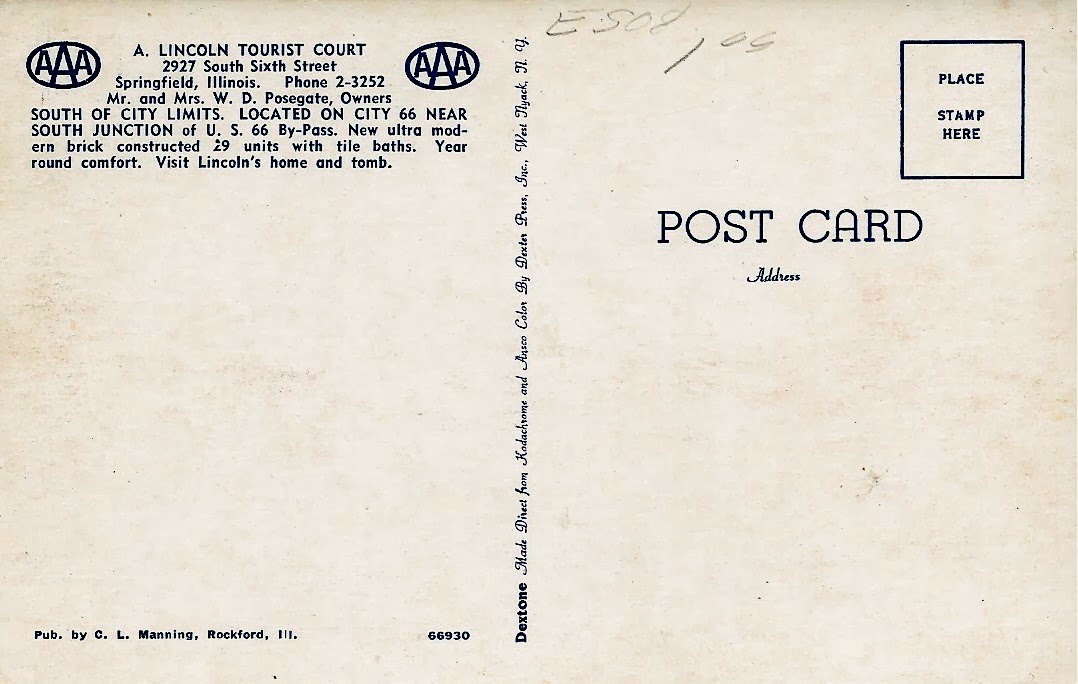 AAA
A. LINCOLN TOURIST COURT
AAA
2927 South Sixth Street
Springfield, Illinois. Phone 2-3252
Mr. and Mrs. W. D. Posegate, Owners
SOUTH OF CITY LIMITS. LOCATED ON CITY 66 NEAR
SOUTH JUNCTION of U. S. 66 By-Pass. New ultra mod-
ern brick constructed 29 units with tile baths. Year
round comfort. Visit Lincoln's home and tomb.
Pub. by C. L. Manning, Rockford, Ill.
66930
Dextone Made Direct from Kodachrome and Ansco Color By Dexter Press, Inc., West Nyack, N. Y.
E508
PLACE
STAMP
HERE
POST CARD
Address